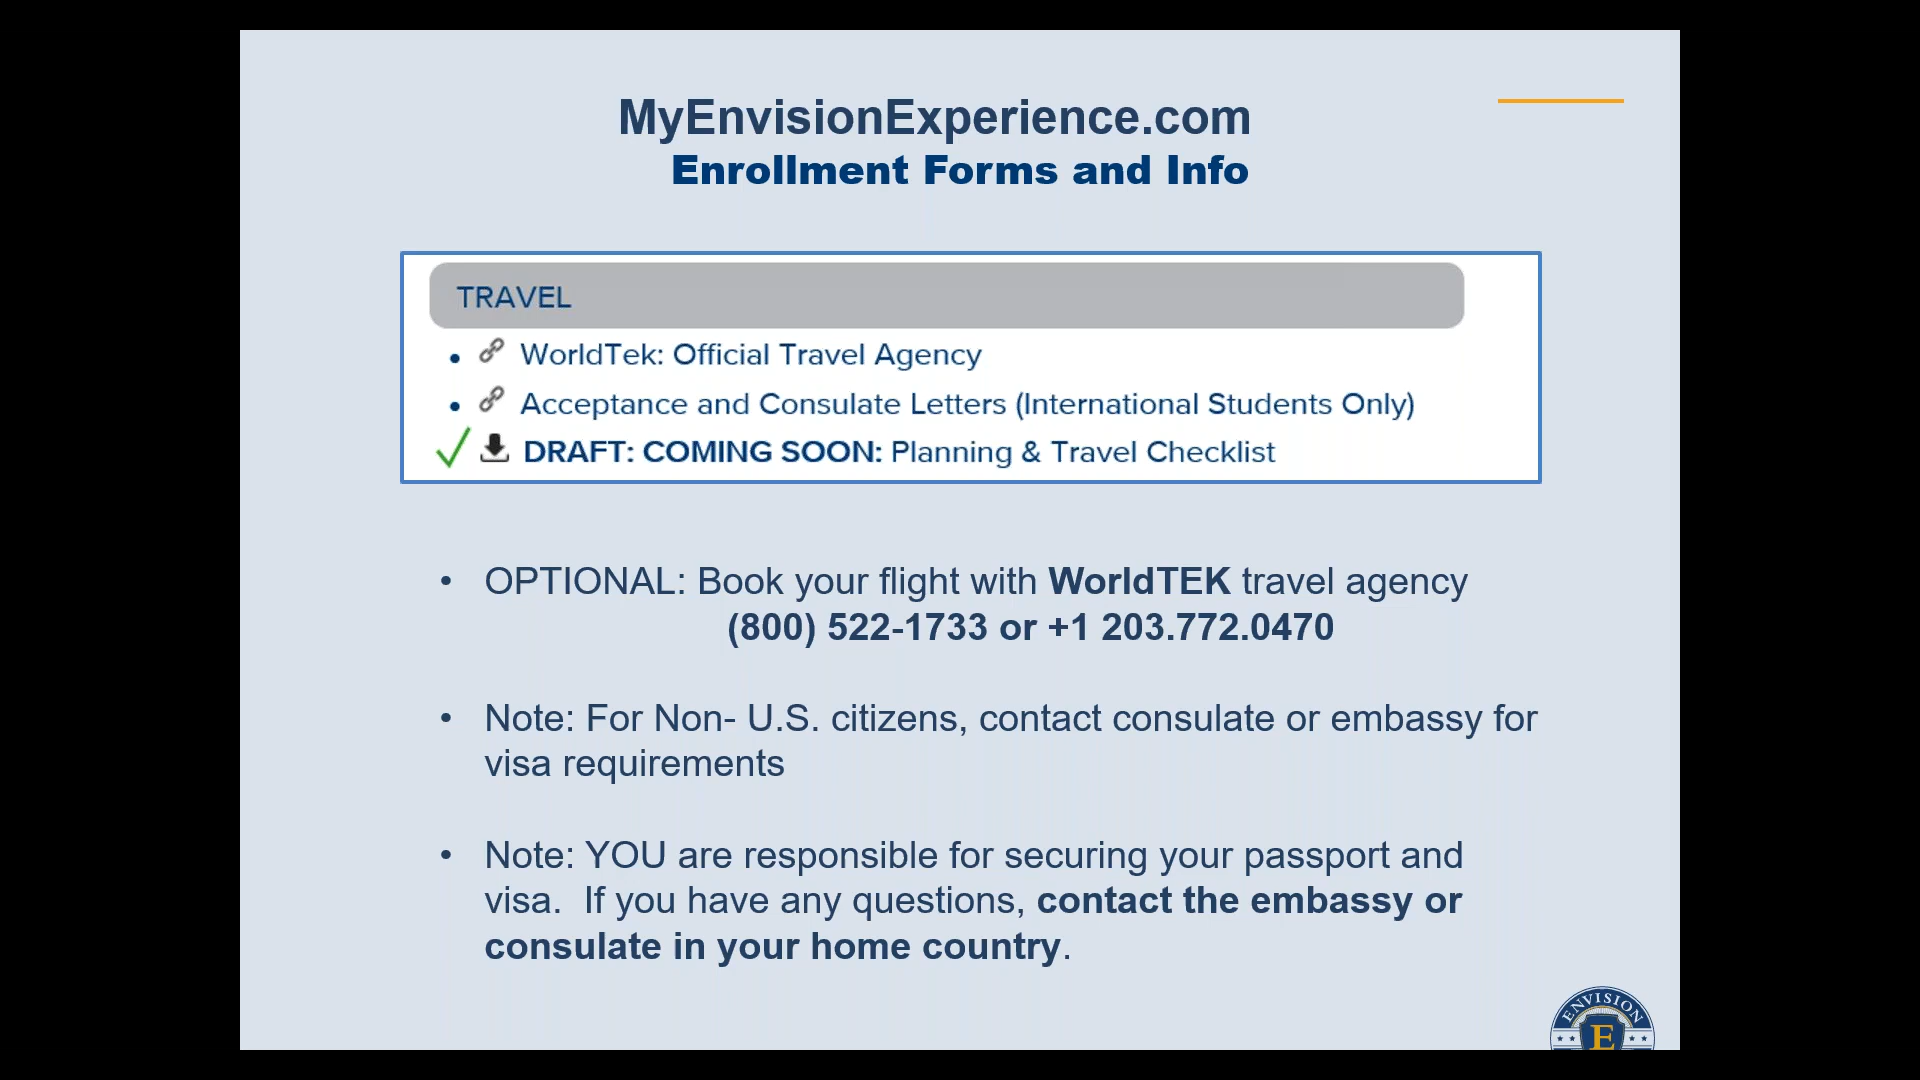 MyEnvisionExperience.com
Enrollment Forms and Info
TRAVEL
• WorldTek: Official Travel Agency
• Acceptance and Consulate Letters (International Students Only)
DRAFT: COMING SOON: Planning & Travel Checklist
• OPTIONAL: Book your flight with WorldTEK travel agency
(800) 522-1733 or +1 203.772.0470
• Note: For Non- U.S. citizens, contact consulate or embassy for
visa requirements
• Note: YOU are responsible for securing your passport and
visa.  If you have any questions, contact the embassy or
consulate in your home country.
ENVISION
E